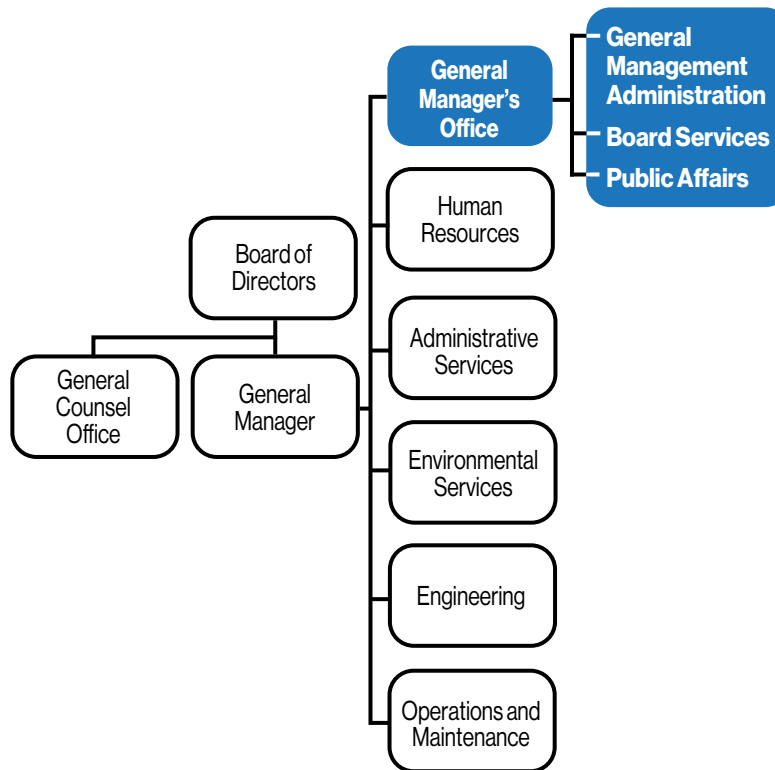 General
Manager’s
Office
General
Management
Administration
Board Services
Public Affairs
Human
Resources
Board of
Directors
Administrative
Services
General
Counsel
Office
General
Manager
Environmental
Services
Engineering
Operations and
Maintenance